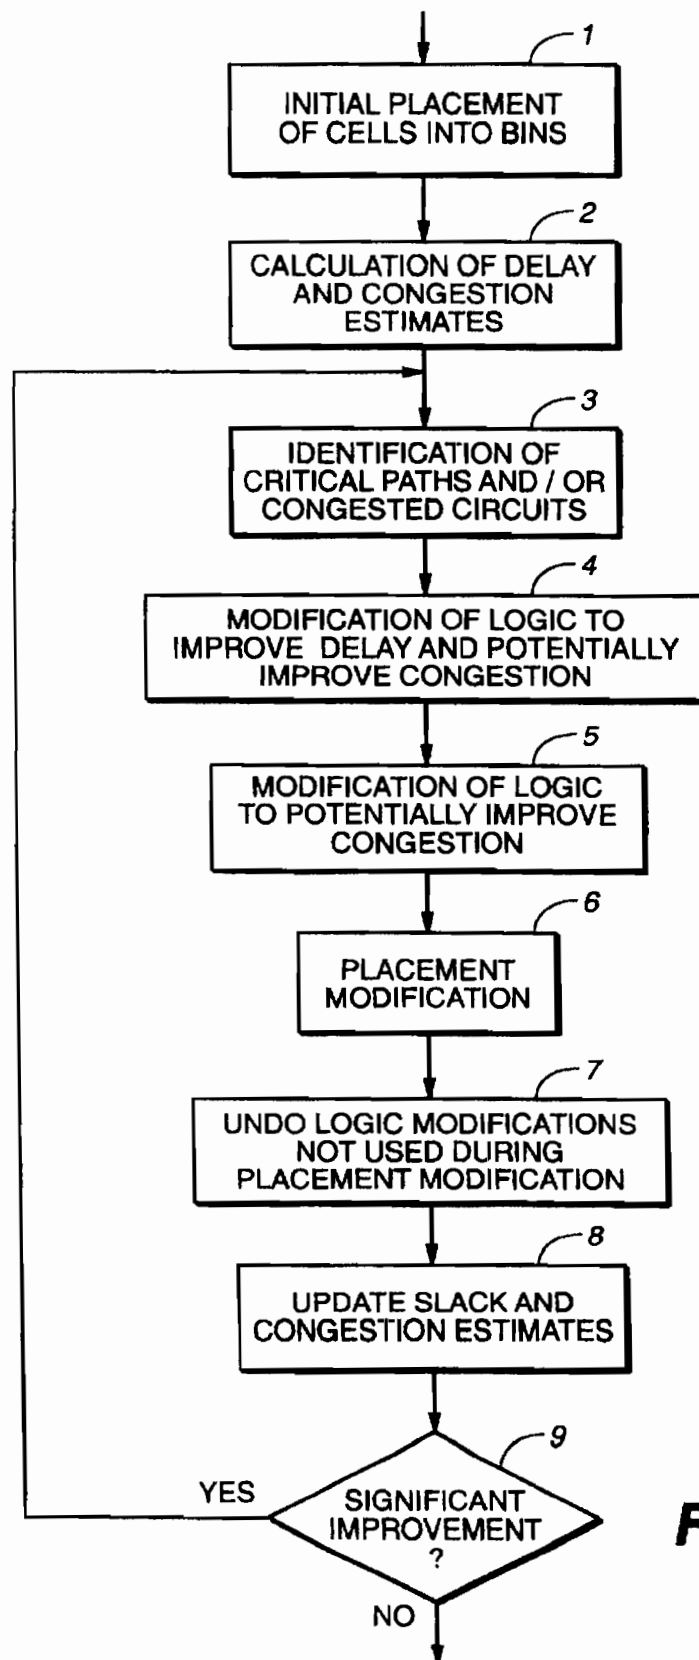 1
INITIAL PLACEMENT
OF CELLS INTO BINS
2
CALCULATION OF DELAY
AND CONGESTION
ESTIMATES
3
IDENTIFICATION OF
CRITICAL PATHS AND / OR
CONGESTED CIRCUITS
4
MODIFICATION OF LOGIC TO
IMPROVE DELAY AND POTENTIALLY
IMPROVE CONGESTION
5
MODIFICATION OF LOGIC
TO POTENTIALLY IMPROVE
CONGESTION
6
PLACEMENT
MODIFICATION
7
UNDO LOGIC MODIFICATIONS
NOT USED DURING
PLACEMENT MODIFICATION
8
UPDATE SLACK AND
CONGESTION ESTIMATES
9
YES
SIGNIFICANT
IMPROVEMENT
?
NO